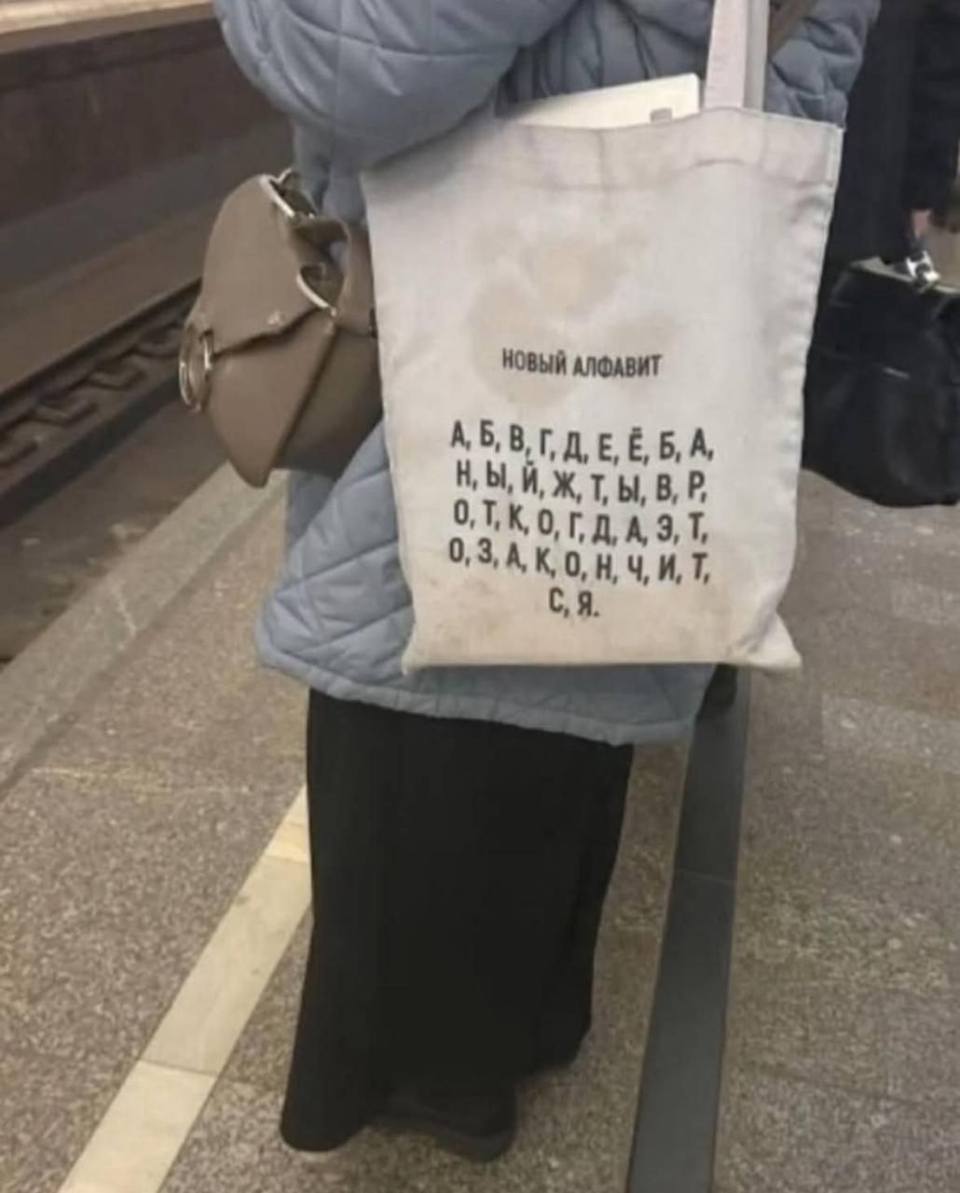 НОВЫЙ АЛФАВИТ
А, Б, В, Г, Д, Е, Ё, Б, А,
Н, Ы, Й, Ж, Т, Ы, В, Р,
О, Т, К, О, Г, Д, А, Э, Т,
О, З, А, К, О, Н, Ч, И, Т,
С, Я.